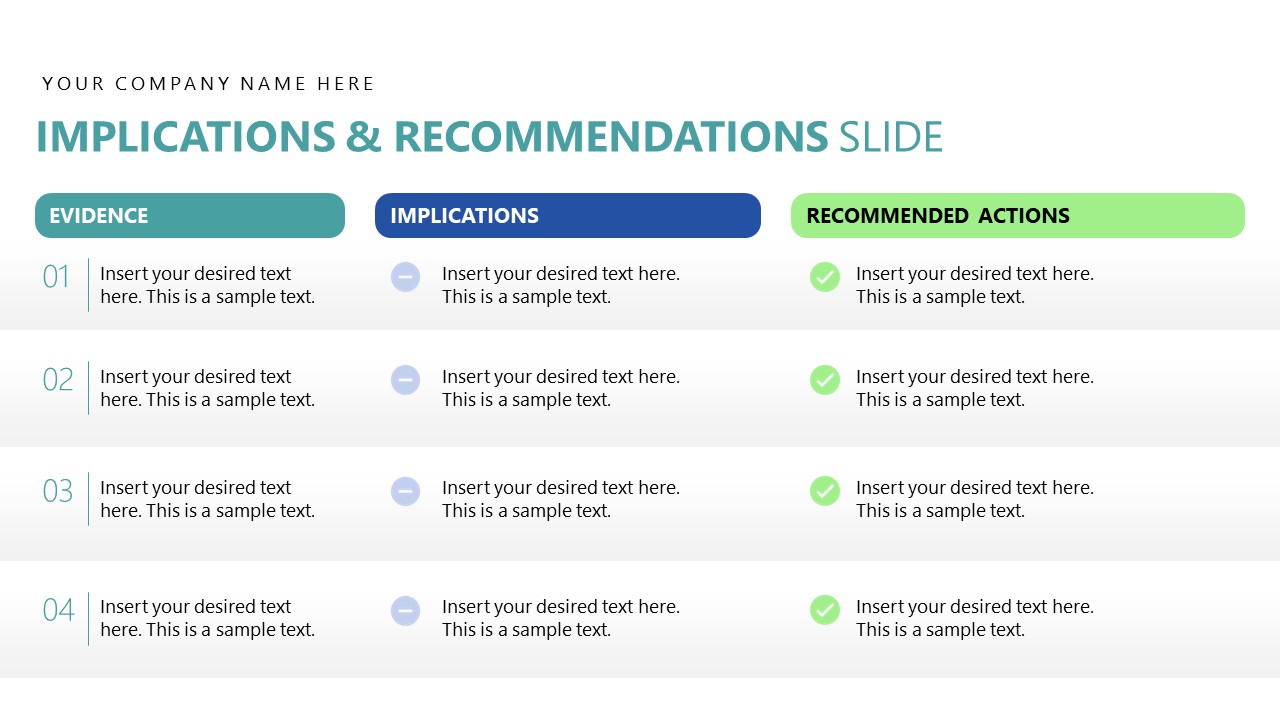 YOUR COMPANY NAME HERE
IMPLICATIONS & RECOMMENDATIONS SLIDE
EVIDENCE
IMPLICATIONS
RECOMMENDED ACTIONS
01
Insert your desired text
here. This is a sample text.
Insert your desired text here.
This is a sample text.
Insert your desired text here.
This is a sample text.
02
Insert your desired text
here. This is a sample text.
Insert your desired text here.
This is a sample text.
Insert your desired text here.
This is a sample text.
03
Insert your desired text
here. This is a sample text.
Insert your desired text here.
This is a sample text.
Insert your desired text here.
This is a sample text.
04
Insert your desired text
here. This is a sample text.
Insert your desired text here.
This is a sample text.
Insert your desired text here.
This is a sample text.